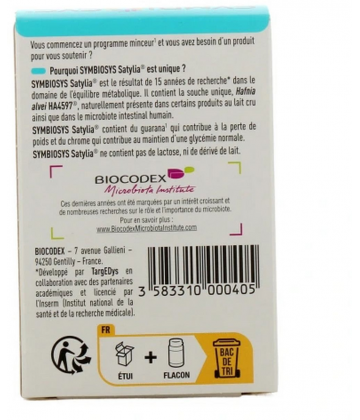 Vous commencez un programme minceur¹ et vous avez besoin d'un produit
pour vous soutenir ?
Pourquoi SYMBIOSYS Satylia® est unique ?
SYMBIOSYS Satylia® est le résultat de 15 années de recherche* dans le
domaine de l'équilibre métabolique. Il contient la souche unique, Hafnia
alvei HA4597®, naturellement présente dans certains produits au lait cru
ainsi que dans le microbiote intestinal humain.
SYMBIOSYS Satylia® contient du guarana¹ qui contribue à la perte de
poids et du chrome qui contribue au maintien d'une glycémie normale.
SYMBIOSYS Satylia® ne contient pas de lactose, ni de dérivé de lait.
BIOCODEX
Microbiota Institute
Ces dernières années ont été marquées par un intérêt croissant et
de nombreuses recherches sur le rôle et l'importance du microbiote.
Pour en savoir plus :
www.BiocodexMicrobiotaInstitute.com
BIOCODEX – 7 avenue Gallieni –
94250 Gentilly - France.
*Développé par TargEDys en
collaboration avec des partenaires
académiques et licencié par
l'Inserm (Institut national de la
santé et de la recherche médicale).
3 583310 000405
FR
ÉTUI
+
FLACON
BAC
DE
TRI